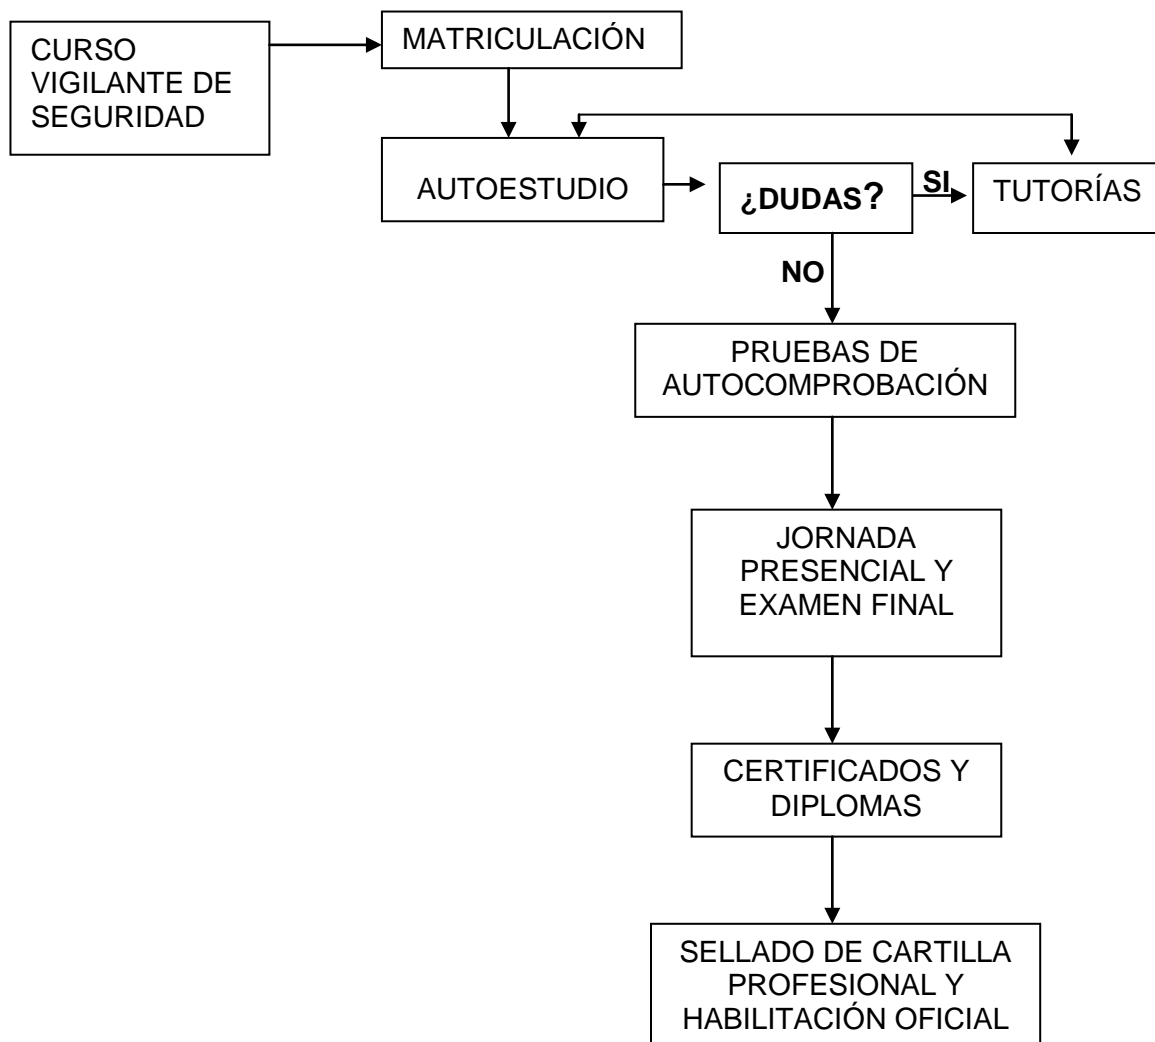 CURSO
VIGILANTE DE
SEGURIDAD
MATRICULACIÓN
AUTOESTUDIO
¿DUDAS?
SI
TUTORÍAS
NO
PRUEBAS DE
AUTOCOMPROBACIÓN
JORNADA
PRESENCIAL Y
EXAMEN FINAL
CERTIFICADOS Y
DIPLOMAS
SELLADO DE CARTILLA
PROFESIONAL Y
HABILITACIÓN OFICIAL